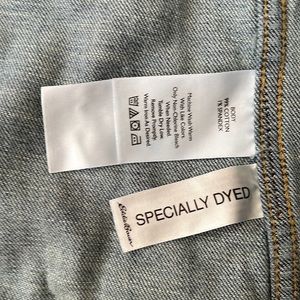 BODY
99% COTTON
1% SPANDEX
Machine Wash Warm
With Like Colors
Only Non-Chlorine Bleach
When Needed
Tumble Dry Low
Remove Promptly
Warm Iron As Desired
Eddie Bauer
SPECIALLY DYED